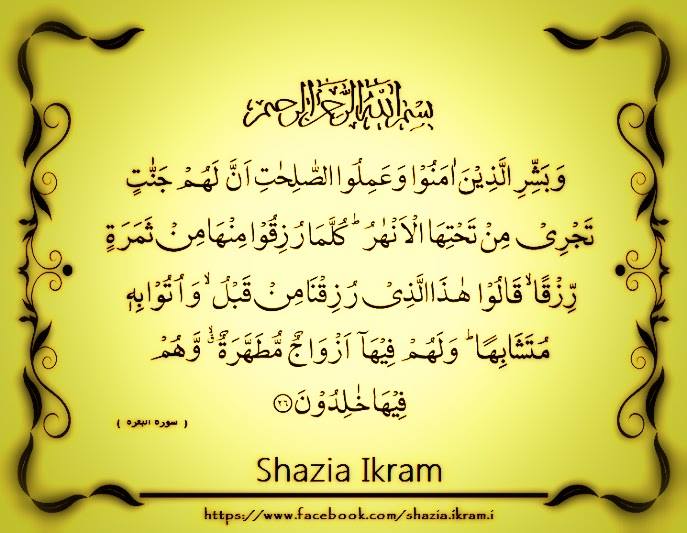 بِسْمِ اللّٰهِ الرَّحْمٰنِ الرَّحِيْمِ
وَ بَشِّرِ الَّذِيْنَ اٰمَنُوْا وَ عَمِلُوا الصّٰلِحٰتِ اَنَّ لَهُمْ جَنّٰتٍ
تَجْرِيْ مِنْ تَحْتِهَا الْاَنْهٰرُ ؕ كُلَّمَا رُزِقُوْا مِنْهَا مِنْ ثَمَرَةٍ
رِّزْقًا ۙ قَالُوْا هٰذَا الَّذِيْ رُزِقْنَا مِنْ قَبْلُ ۙ وَ اُتُوْا بِهٖ
مُتَشَابِهًا ؕ وَ لَهُمْ فِيْهَاۤ اَزْوَاجٌ مُّطَهَّرَةٌ ۙۗ وَّ هُمْ
فِيْهَا خٰلِدُوْنَ ۝۲۶
( سورہ البقرہ )
Shazia Ikram
https://www.facebook.com/shazia.ikram.i